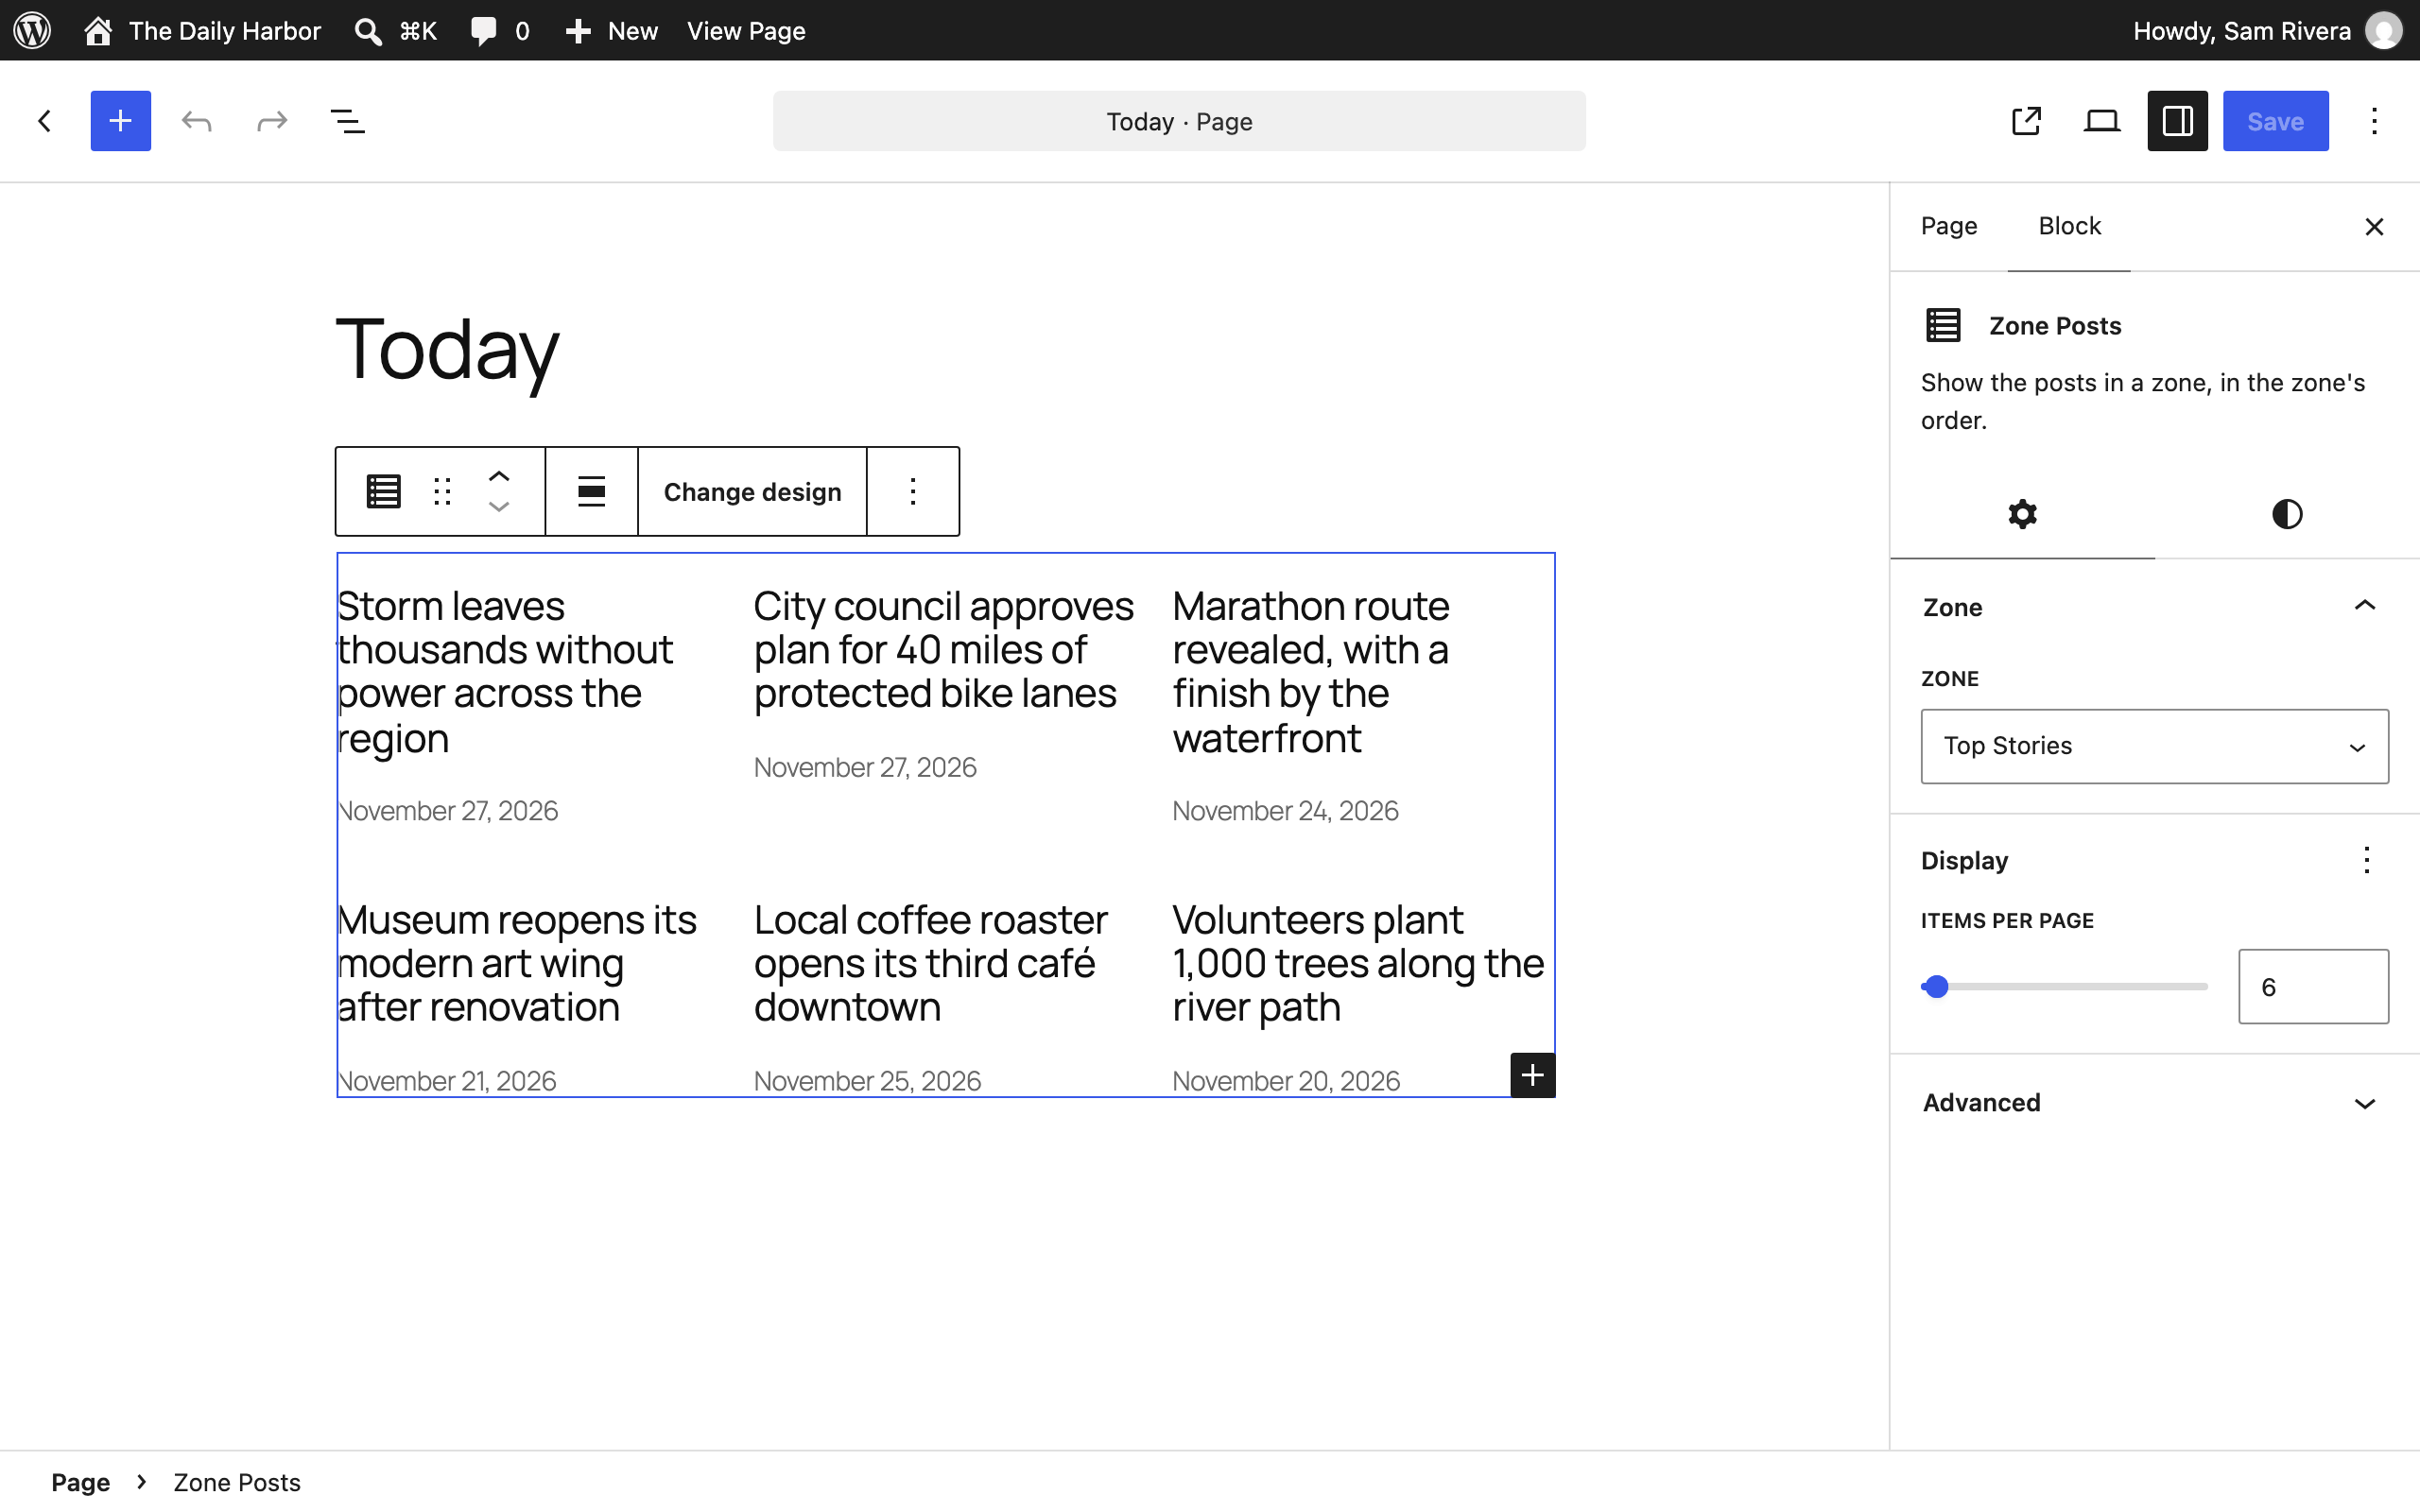 The Daily Harbor ⌘K 0 New View Page Howdy, Sam Rivera
Today · Page
Save
Page Block
Zone Posts
Show the posts in a zone, in the zone's
order.
Today
Change design
Storm leaves
thousands without
power across the
region
November 27, 2026
City council approves
plan for 40 miles of
protected bike lanes
November 27, 2026
Marathon route
revealed, with a
finish by the
waterfront
November 24, 2026
Museum reopens its
modern art wing
after renovation
November 21, 2026
Local coffee roaster
opens its third café
downtown
November 25, 2026
Volunteers plant
1,000 trees along the
river path
November 20, 2026
Zone
ZONE
Top Stories
Display
ITEMS PER PAGE
6
Advanced
Page › Zone Posts